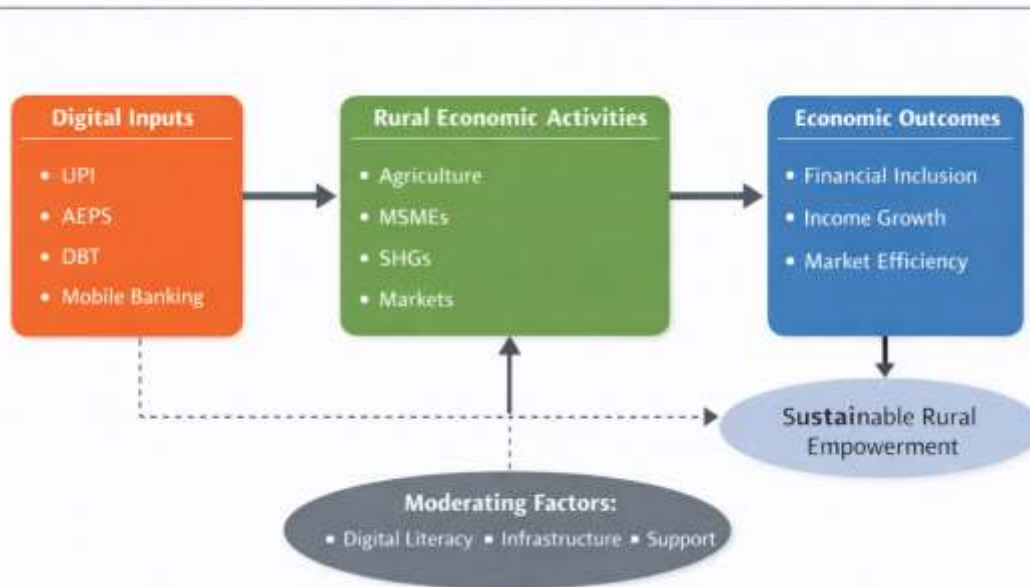 Digital Inputs
• UPI
• AEPS
• DBT
• Mobile Banking
Rural Economic Activities
• Agriculture
• MSMEs
• SHGs
• Markets
Economic Outcomes
• Financial Inclusion
• Income Growth
• Market Efficiency
Sustainable Rural
Empowerment
Moderating Factors:
• Digital Literacy • Infrastructure • Support